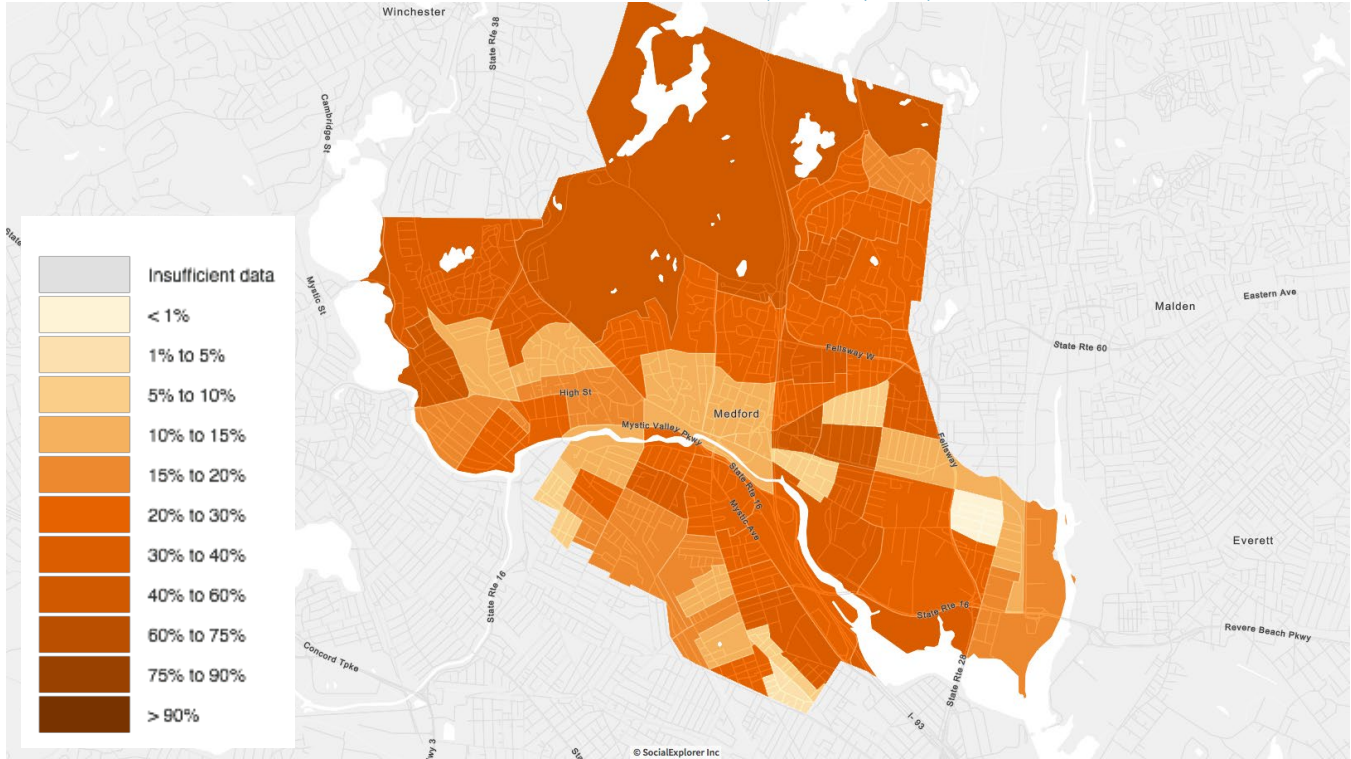 Winchester
State Rte 38
Cambridge St
Mystic St
Malden
Eastern Ave
State Rte 60
Fellsway W
High St
Medford
Mystic Valley Pkwy
Fellsway
State Rte 16
Mystic Ave
Everett
State Rte 16
State Rte 16
Revere Beach Pkwy
Concord Tpke
State Rte 28
I- 93
© SocialExplorer Inc
Insufficient data
< 1%
1% to 5%
5% to 10%
10% to 15%
15% to 20%
20% to 30%
30% to 40%
40% to 60%
60% to 75%
75% to 90%
> 90%